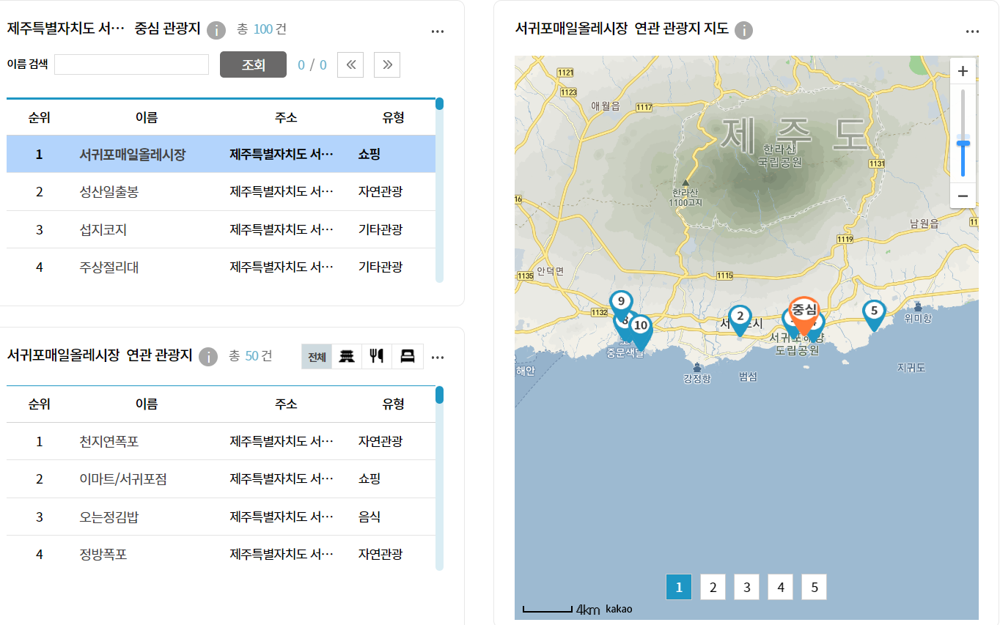 제주특별자치도 서··· 중심 관광지 i 총 100 건 ···
이름 검색 조회 0 / 0 « »
순위 이름 주소 유형
1 서귀포매일올레시장 제주특별자치도 서··· 쇼핑
2 성산일출봉 제주특별자치도 서··· 자연관광
3 섭지코지 제주특별자치도 서··· 기타관광
4 주상절리대 제주특별자치도 서··· 기타관광
서귀포매일올레시장 연관 관광지 i 총 50 건 전체 ···
순위 이름 주소 유형
1 천지연폭포 제주특별자치도 서··· 자연관광
2 이마트/서귀포점 제주특별자치도 서··· 쇼핑
3 오는정김밥 제주특별자치도 서··· 음식
4 정방폭포 제주특별자치도 서··· 자연관광
서귀포매일올레시장 연관 관광지 지도 i ···
1121
+
1123
애월읍 1117
제주도
한라산
국립공원
1131
한라산
1100고지
16
−
남원읍 11
1119
1135 안덕면
1115
9
중심
5
1132
2
8 10
위미항
서귀포해양
도립공원
중문색달
해안
강정항 범섬 지귀도
1 2 3 4 5
4km kakao